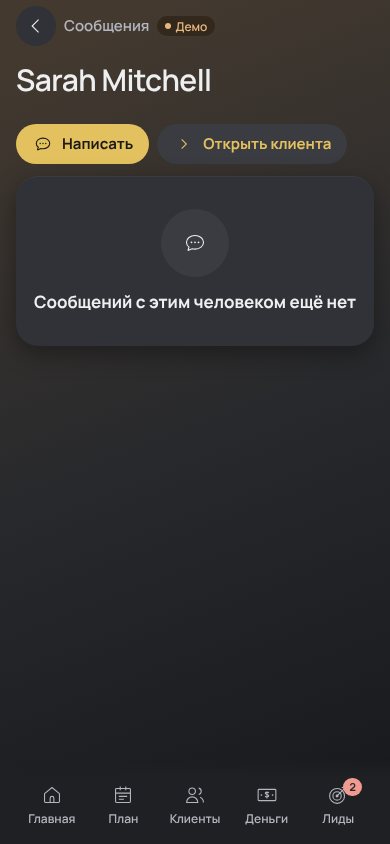 Сообщения
Демо
Sarah Mitchell
Написать
Открыть клиента
Сообщений с этим человеком ещё нет
2
Главная
План
Клиенты
Деньги
Лиды